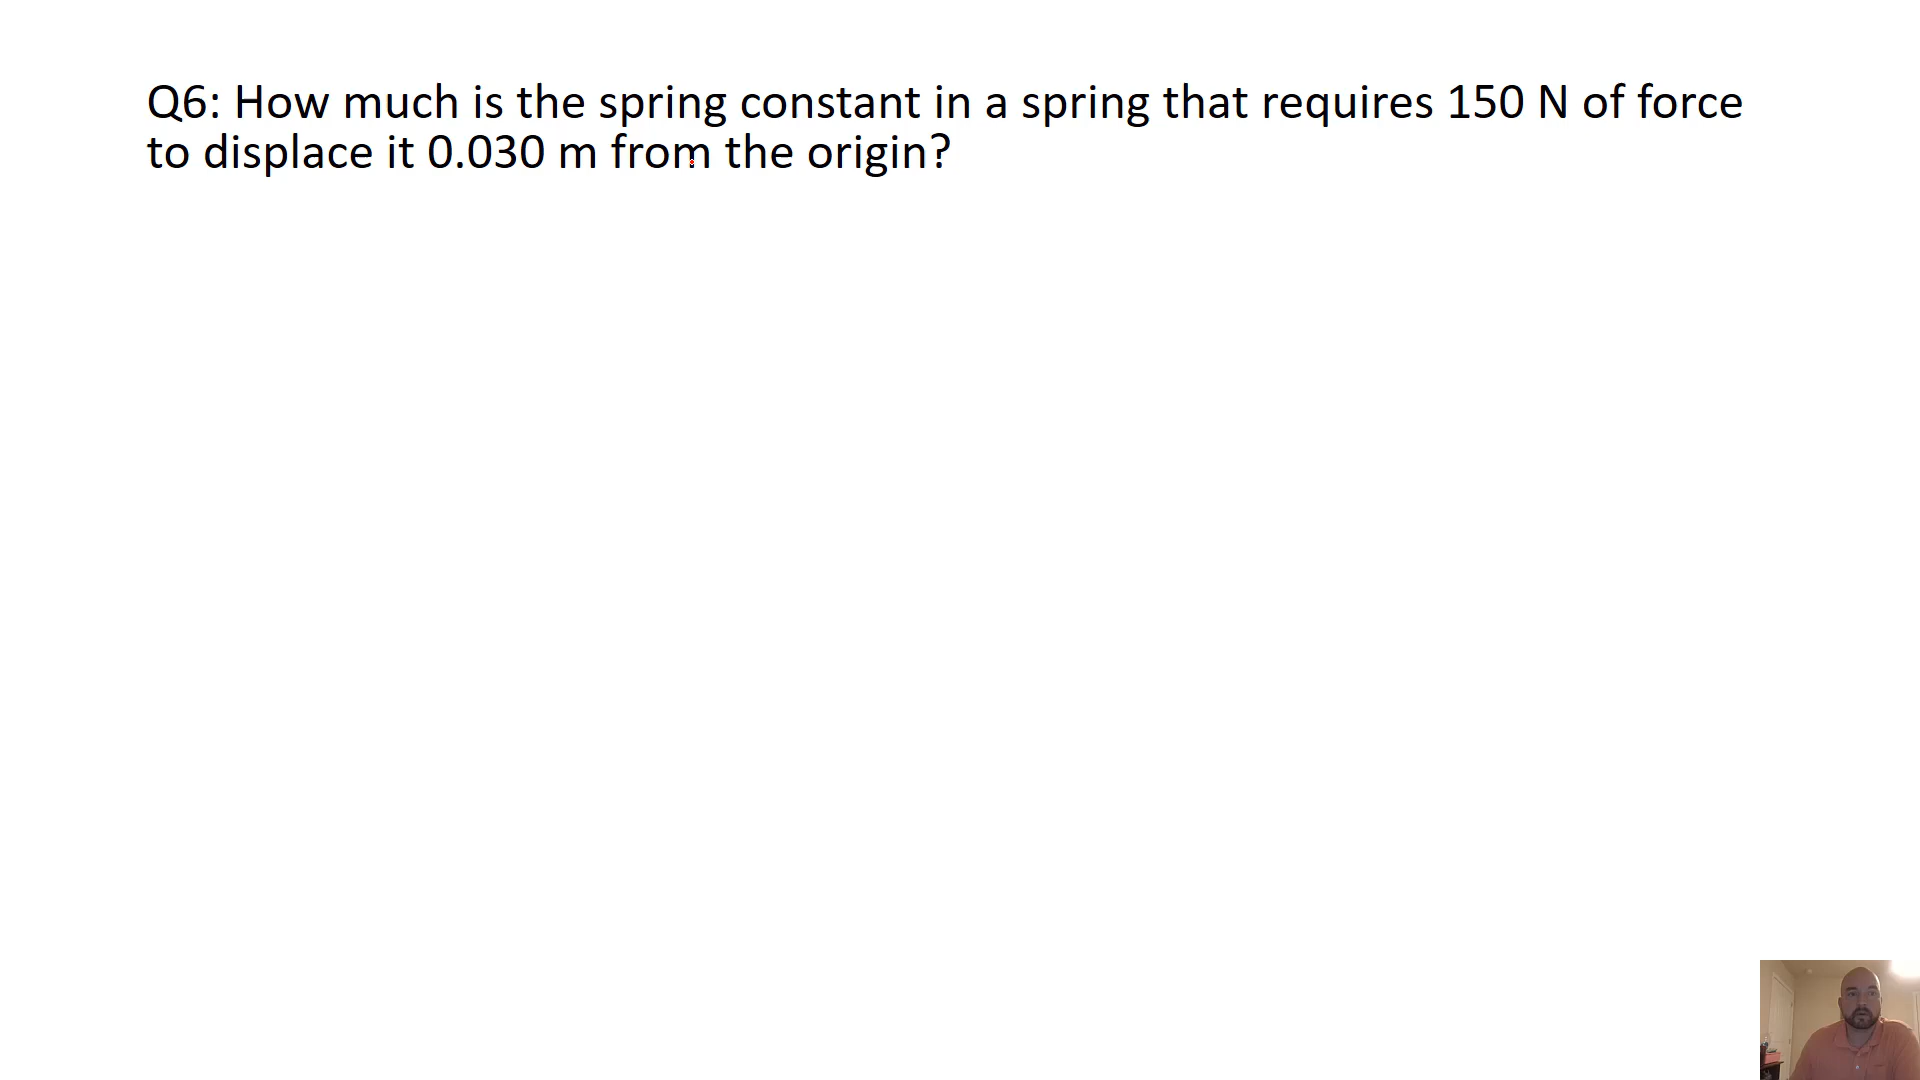 Q6: How much is the spring constant in a spring that requires 150 N of force
to displace it 0.030 m from the origin?